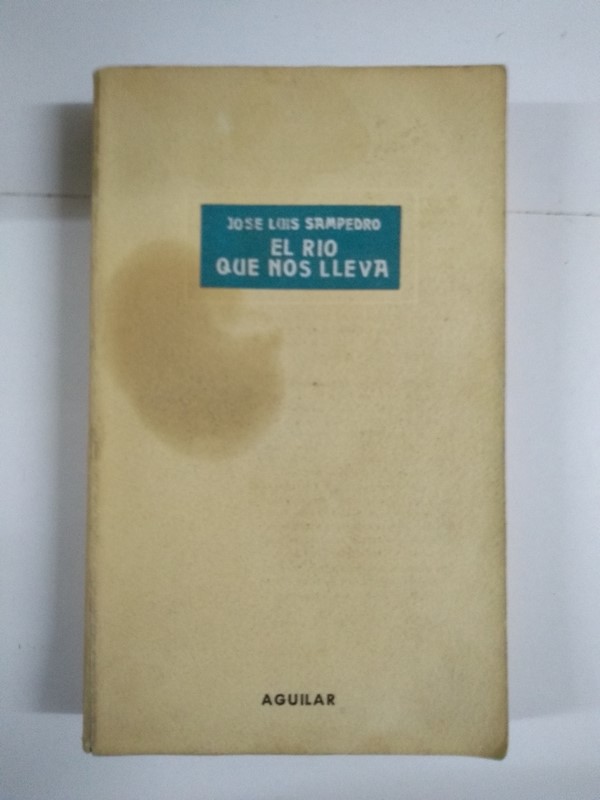 JOSE LUIS SAMPEDRO
EL RIO
QUE NOS LLEVA
AGUILAR